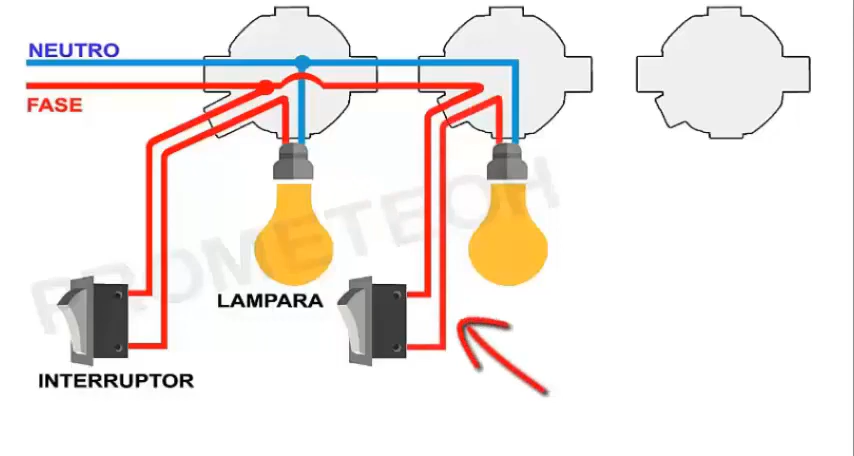 NEUTRO
FASE
PROMETECH
LAMPARA
INTERRUPTOR